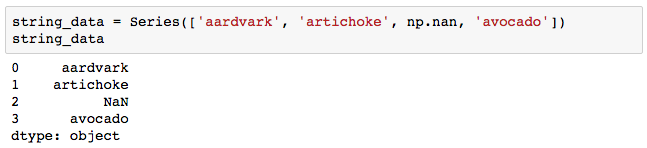 string_data = Series(['aardvark', 'artichoke', np.nan, 'avocado'])
string_data
0     aardvark
1    artichoke
2          NaN
3      avocado
dtype: object